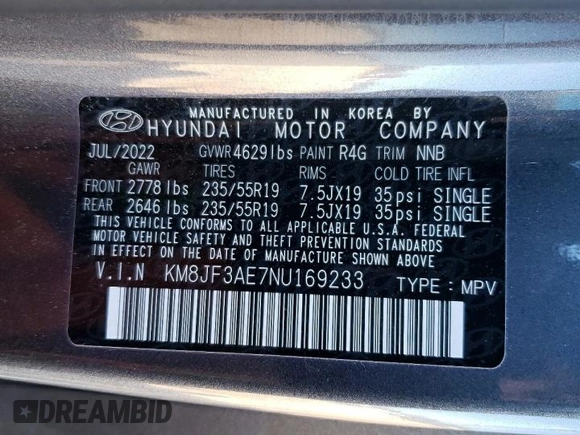 MANUFACTURED IN KOREA BY
HYUNDAI MOTOR COMPANY
JUL/2022 GVWR 4629 lbs PAINT R4G TRIM NNB
GAWR TIRES RIMS COLD TIRE INFL
FRONT 2778 lbs 235/55R19 7.5JX19 35psi SINGLE
REAR 2646 lbs 235/55R19 7.5JX19 35psi SINGLE
THIS VEHICLE CONFORMS TO ALL APPLICABLE U.S.A. FEDERAL
MOTOR VEHICLE SAFETY, BUMPER, AND THEFT PREVENTION STANDARDS
IN EFFECT ON THE DATE OF MANUFACTURE SHOWN ABOVE.
V.I.N KM8JF3AE7NU169233 TYPE : MPV
DREAMBID